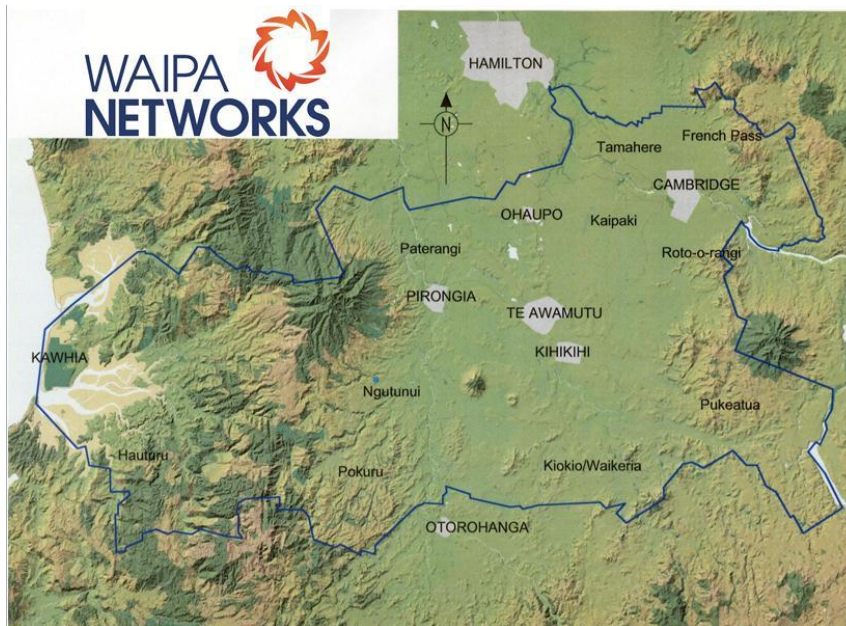 WAIPA
NETWORKS
HAMILTON
N
French Pass
Tamahere
CAMBRIDGE
OHAUPO
Kaipaki
Paterangi
Roto-o-rangi
PIRONGIA
TE AWAMUTU
KIHIKIHI
KAWHIA
Ngutunui
Pukeatua
Hauturu
Pokuru
Kiokio/Waikeria
OTOROHANGA